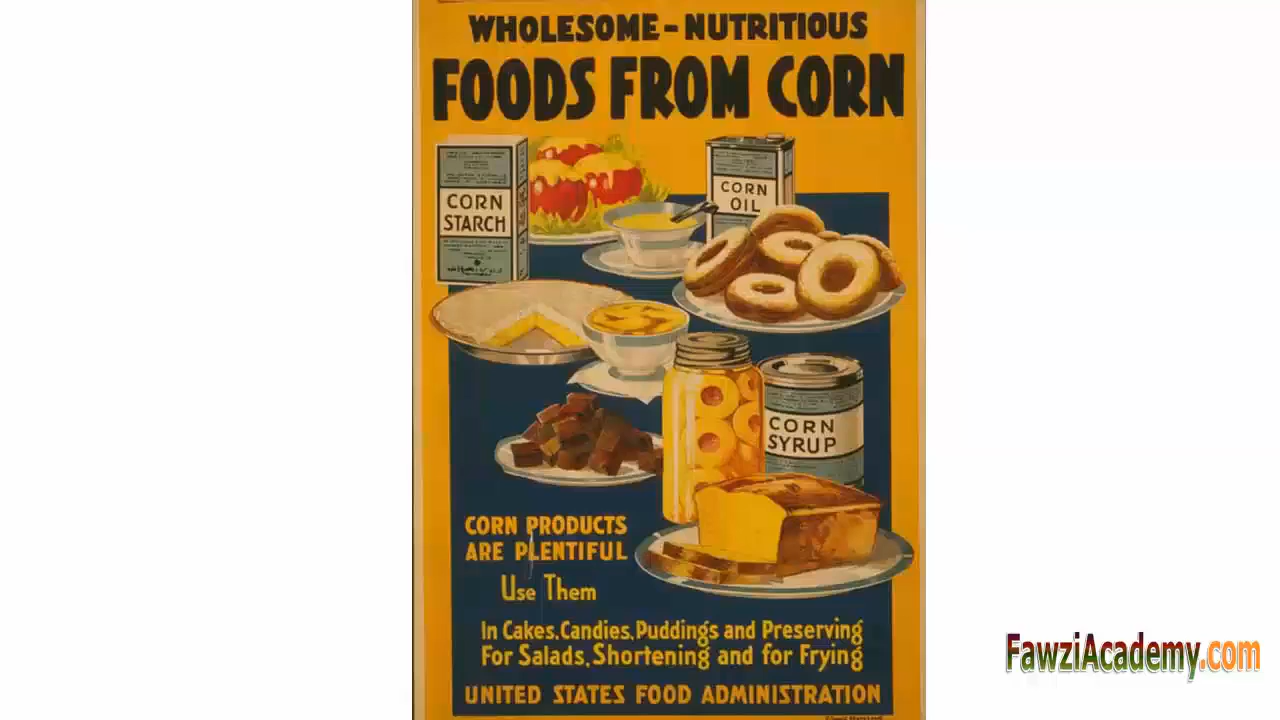 WHOLESOME-NUTRITIOUS
FOODS FROM CORN
CORN
STARCH
CORN
OIL
CORN
SYRUP
CORN PRODUCTS
ARE PLENTIFUL
Use Them
In Cakes, Candies, Puddings and Preserving
For Salads, Shortening and for Frying
UNITED STATES FOOD ADMINISTRATION
FawziAcademy.com